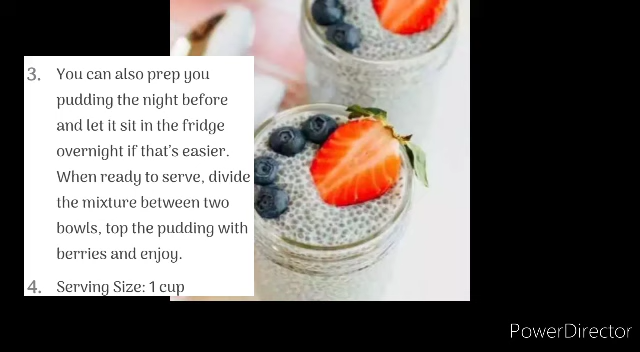 3. You can also prep you
pudding the night before
and let it sit in the fridge
overnight if that's easier.
When ready to serve, divide
the mixture between two
bowls, top the pudding with
berries and enjoy.
4. Serving Size: 1 cup
PowerDirector